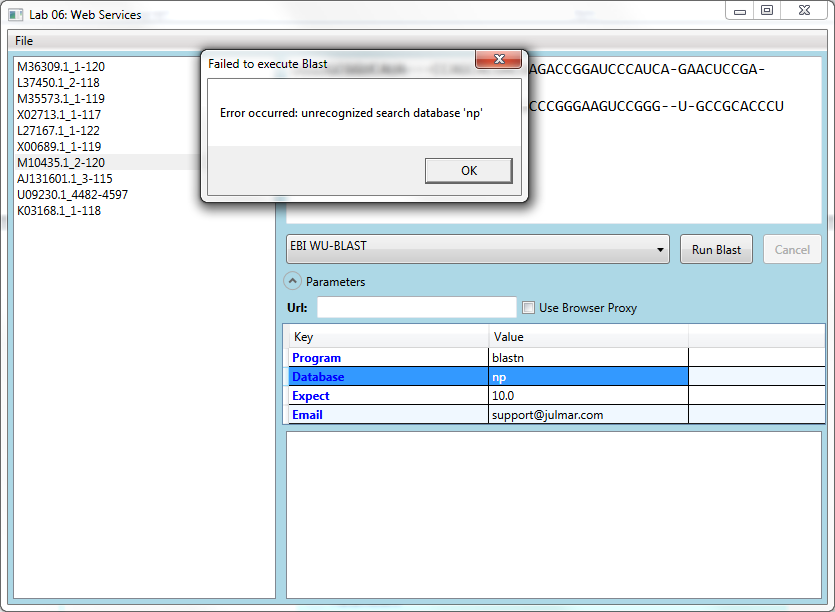 Lab 06: Web Services
File
M36309.1_1-120
L37450.1_2-118
M35573.1_1-119
X02713.1_1-117
L27167.1_1-122
X00689.1_1-119
M10435.1_2-120
AJ131601.1_3-115
U09230.1_4482-4597
K03168.1_1-118
Failed to execute Blast
Error occurred: unrecognized search database 'np'
OK
AGACCGGAUCCCAUCA-GAACUCCGA-
CCCGGGAAGUCCGGG--U-GCCGCACCCU
EBI WU-BLAST
Run Blast
Cancel
Parameters
Url:
Use Browser Proxy
Key Value
Program blastn
Database np
Expect 10.0
Email support@julmar.com